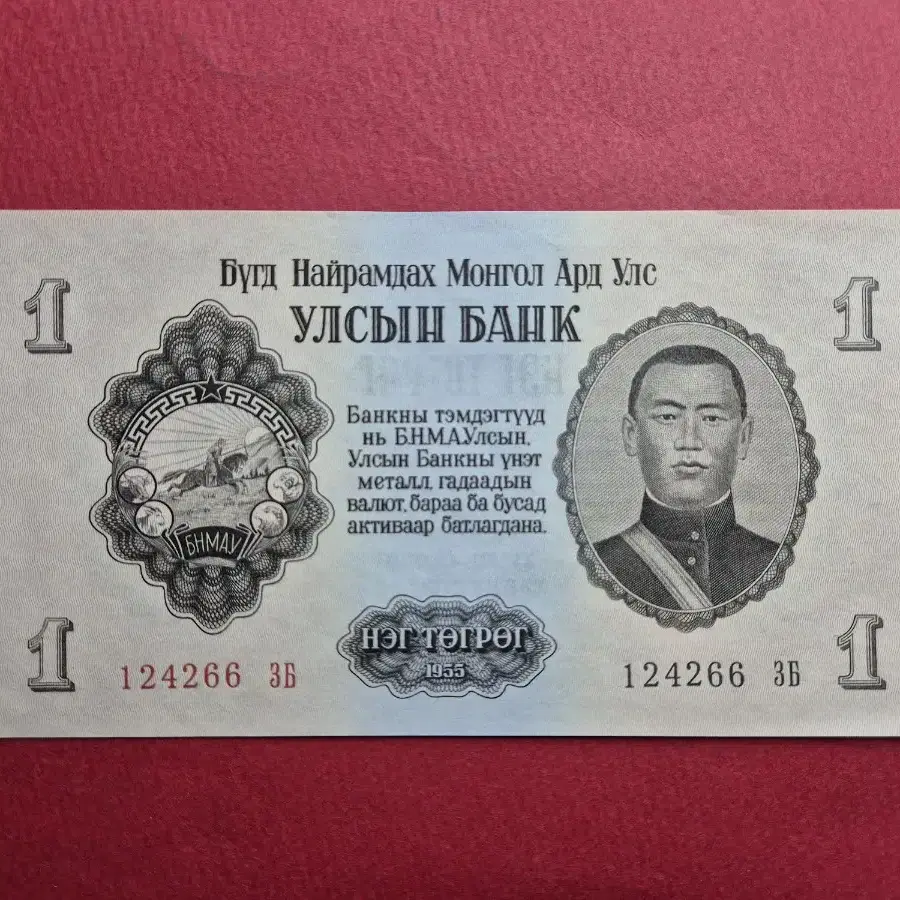 Бүгд Найрамдах Монгол Ард Улс
УЛСЫН БАНК
1
1
Банкны тэмдэгтүүд
нь Б.Н.М.А.Улсын,
Улсын Банкны үнэт
металл, гадаадын
валют, бараа ба бусад
активаар батлагдана.
БНМАУ
НЭГ ТӨГРӨГ
1955
1
124266 ЗБ
124266 ЗБ
1